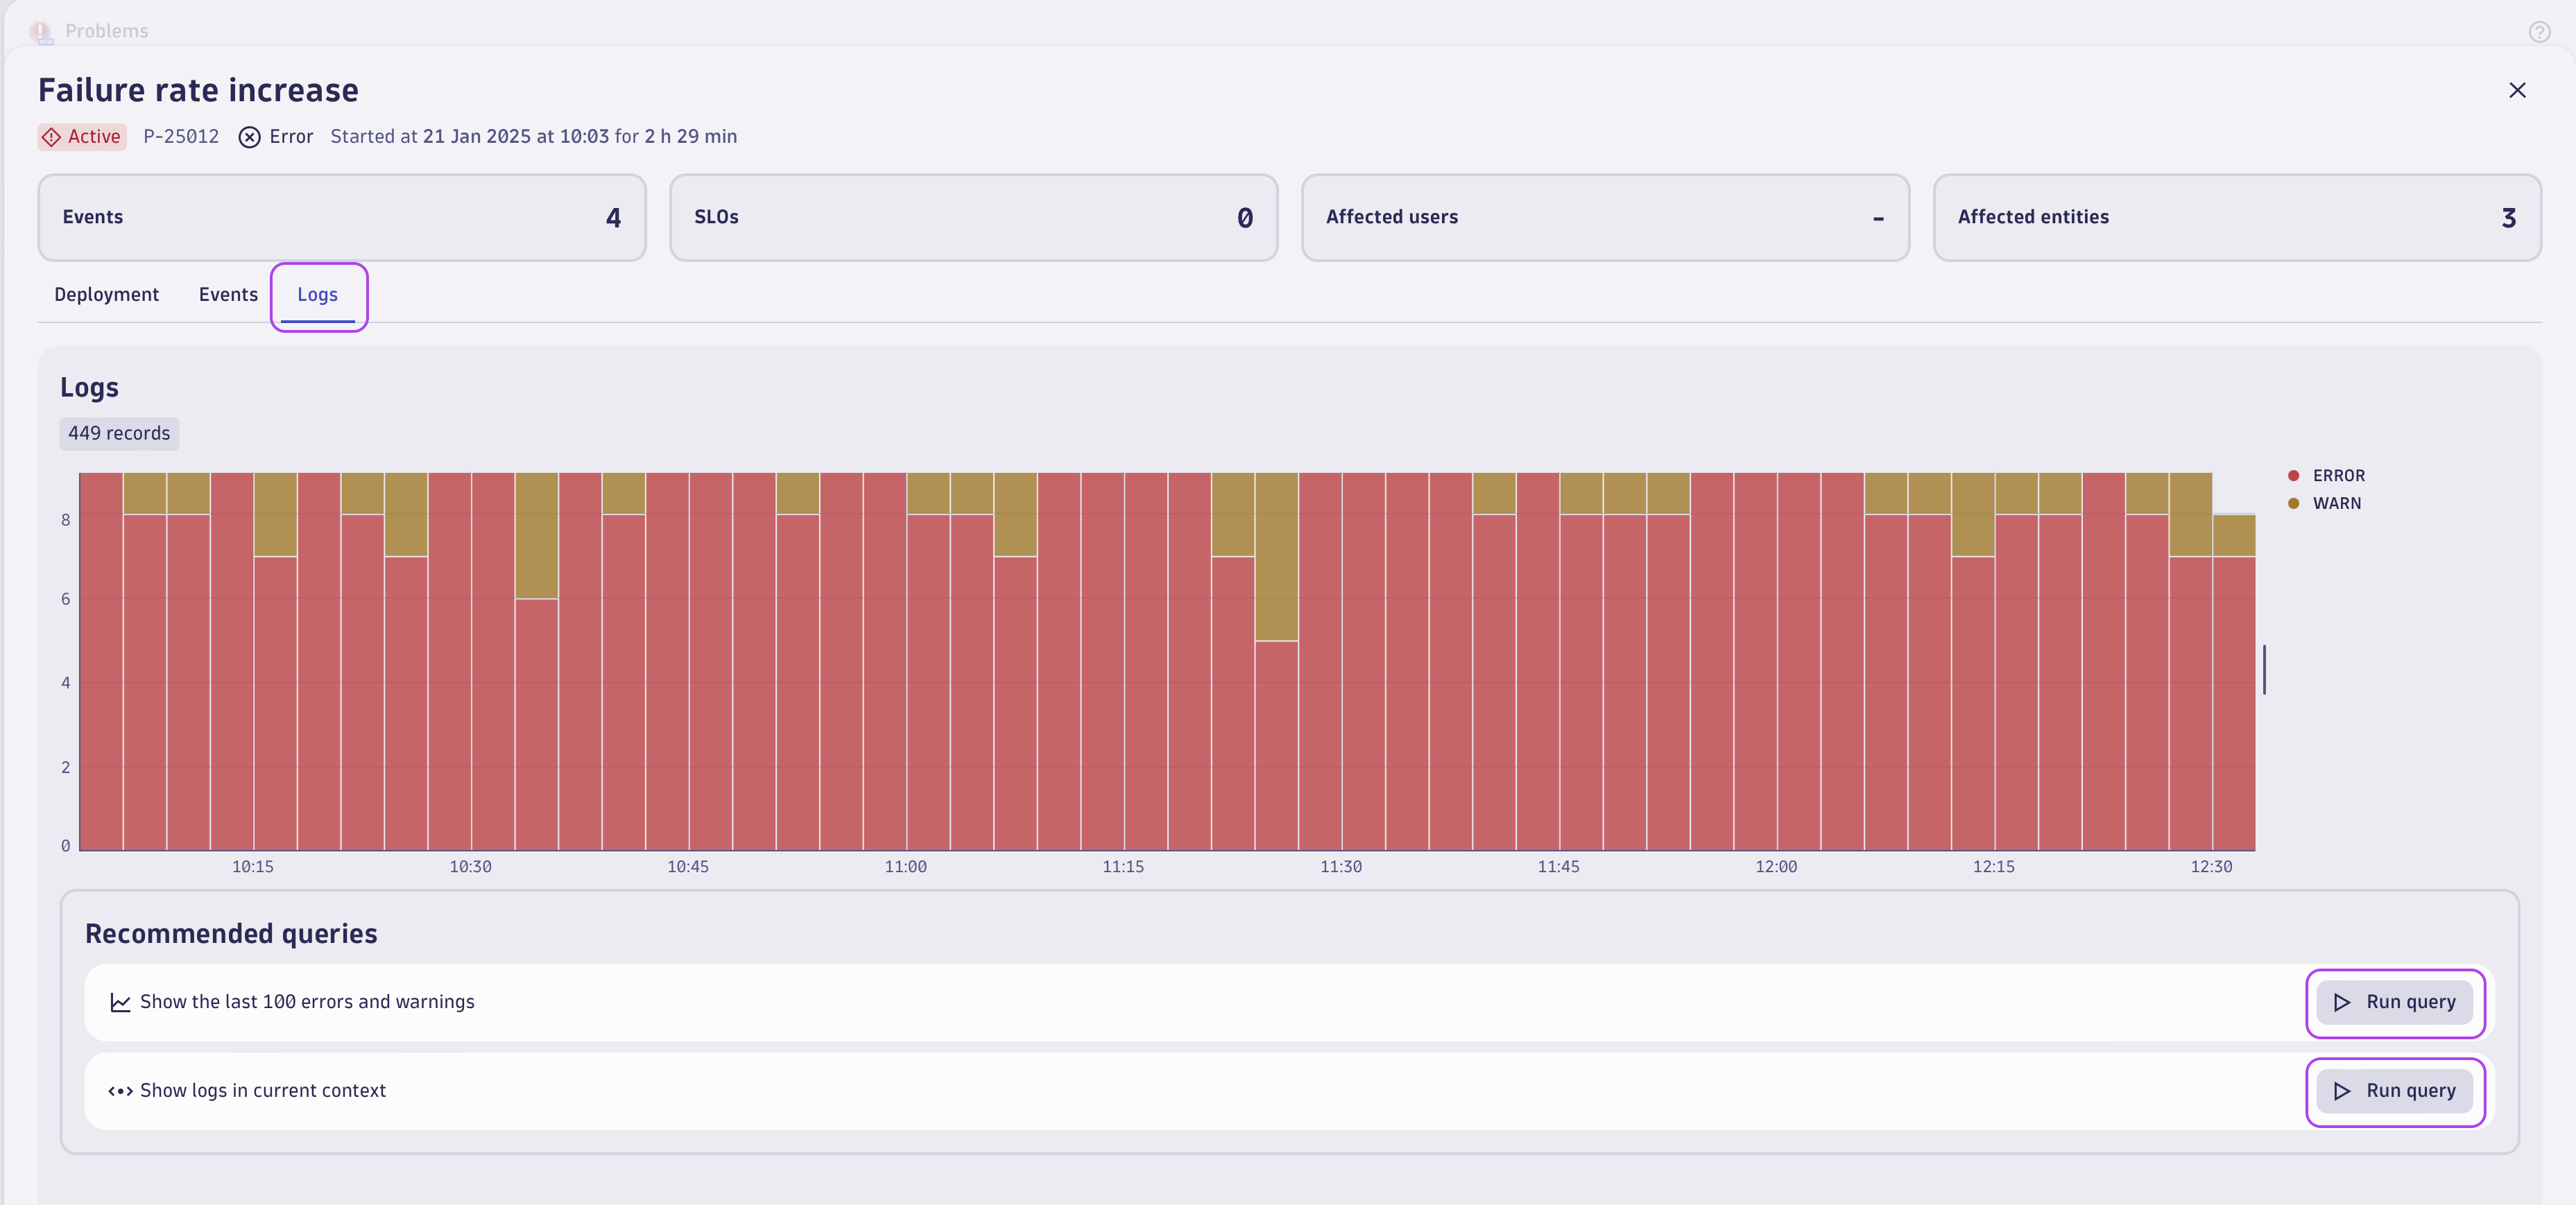 Problems
Failure rate increase
Active P-25012 Error Started at 21 Jan 2025 at 10:03 for 2 h 29 min
Events 4 SLOs 0 Affected users - Affected entities 3
Deployment Events Logs
Logs
449 records
ERROR
WARN
8
6
4
2
0
10:15 10:30 10:45 11:00 11:15 11:30 11:45 12:00 12:15 12:30
Recommended queries
Show the last 100 errors and warnings Run query
Show logs in current context Run query